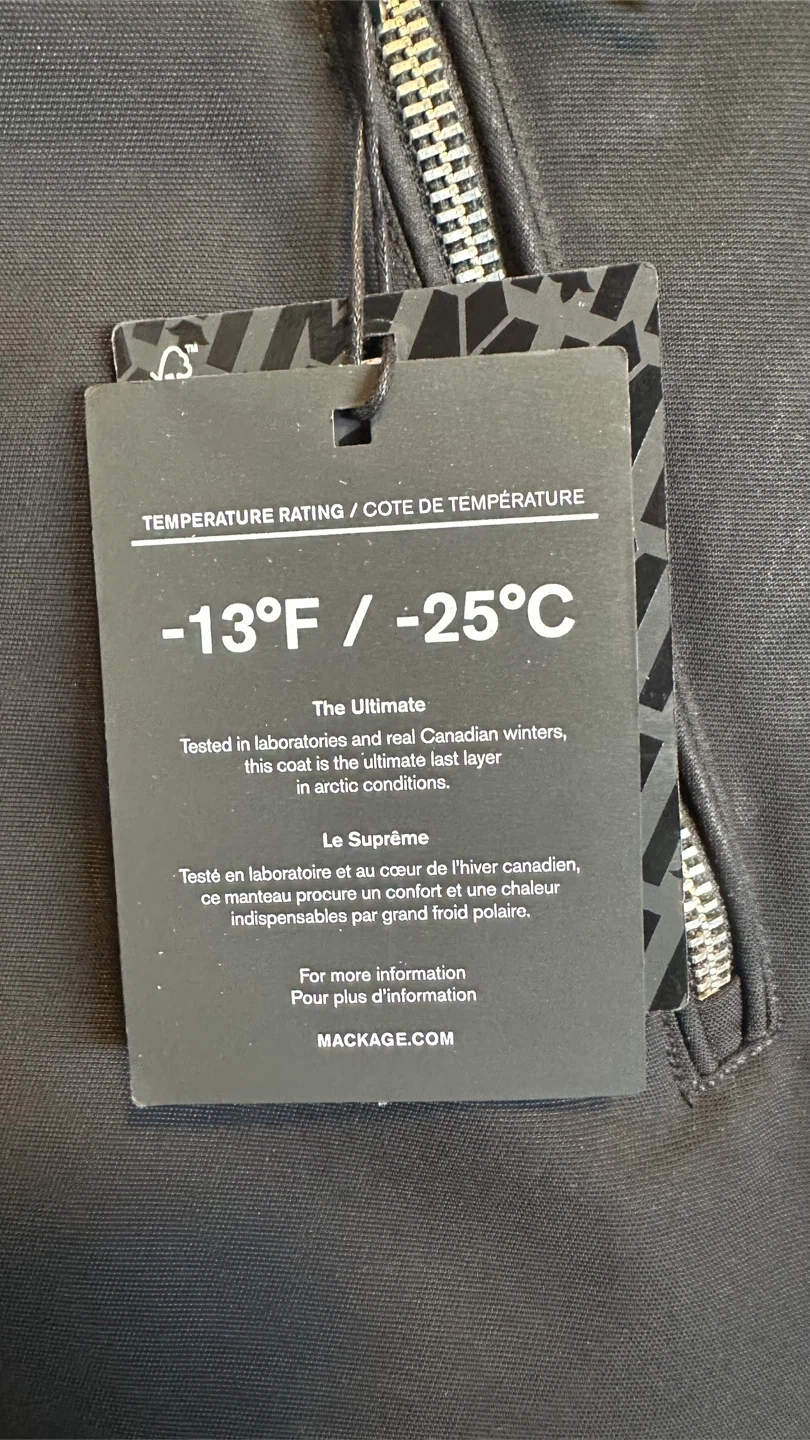 TM
TEMPERATURE RATING / COTE DE TEMPÉRATURE
-13°F / -25°C
The Ultimate
Tested in laboratories and real Canadian winters,
this coat is the ultimate last layer
in arctic conditions.
Le Suprême
Testé en laboratoire et au cœur de l'hiver canadien,
ce manteau procure un confort et une chaleur
indispensables par grand froid polaire.
For more information
Pour plus d'information
MACKAGE.COM